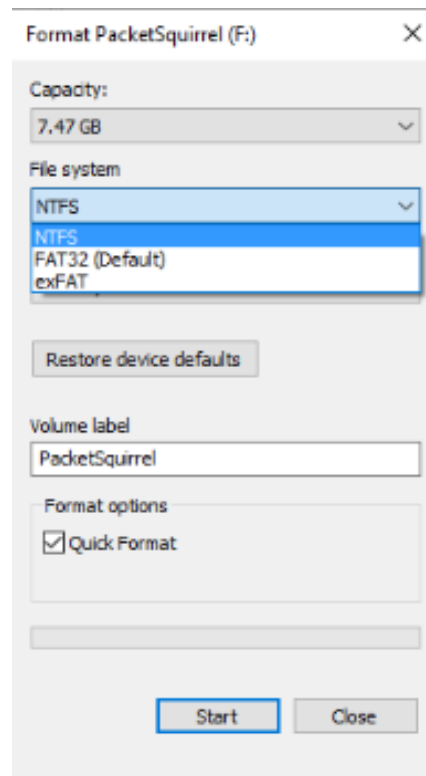 Format PacketSquirrel (F:)
Capacity:
7.47 GB
File system
NTFS
NTFS
FAT32 (Default)
exFAT
Restore device defaults
Volume label
PacketSquirrel
Format options
Quick Format
Start Close